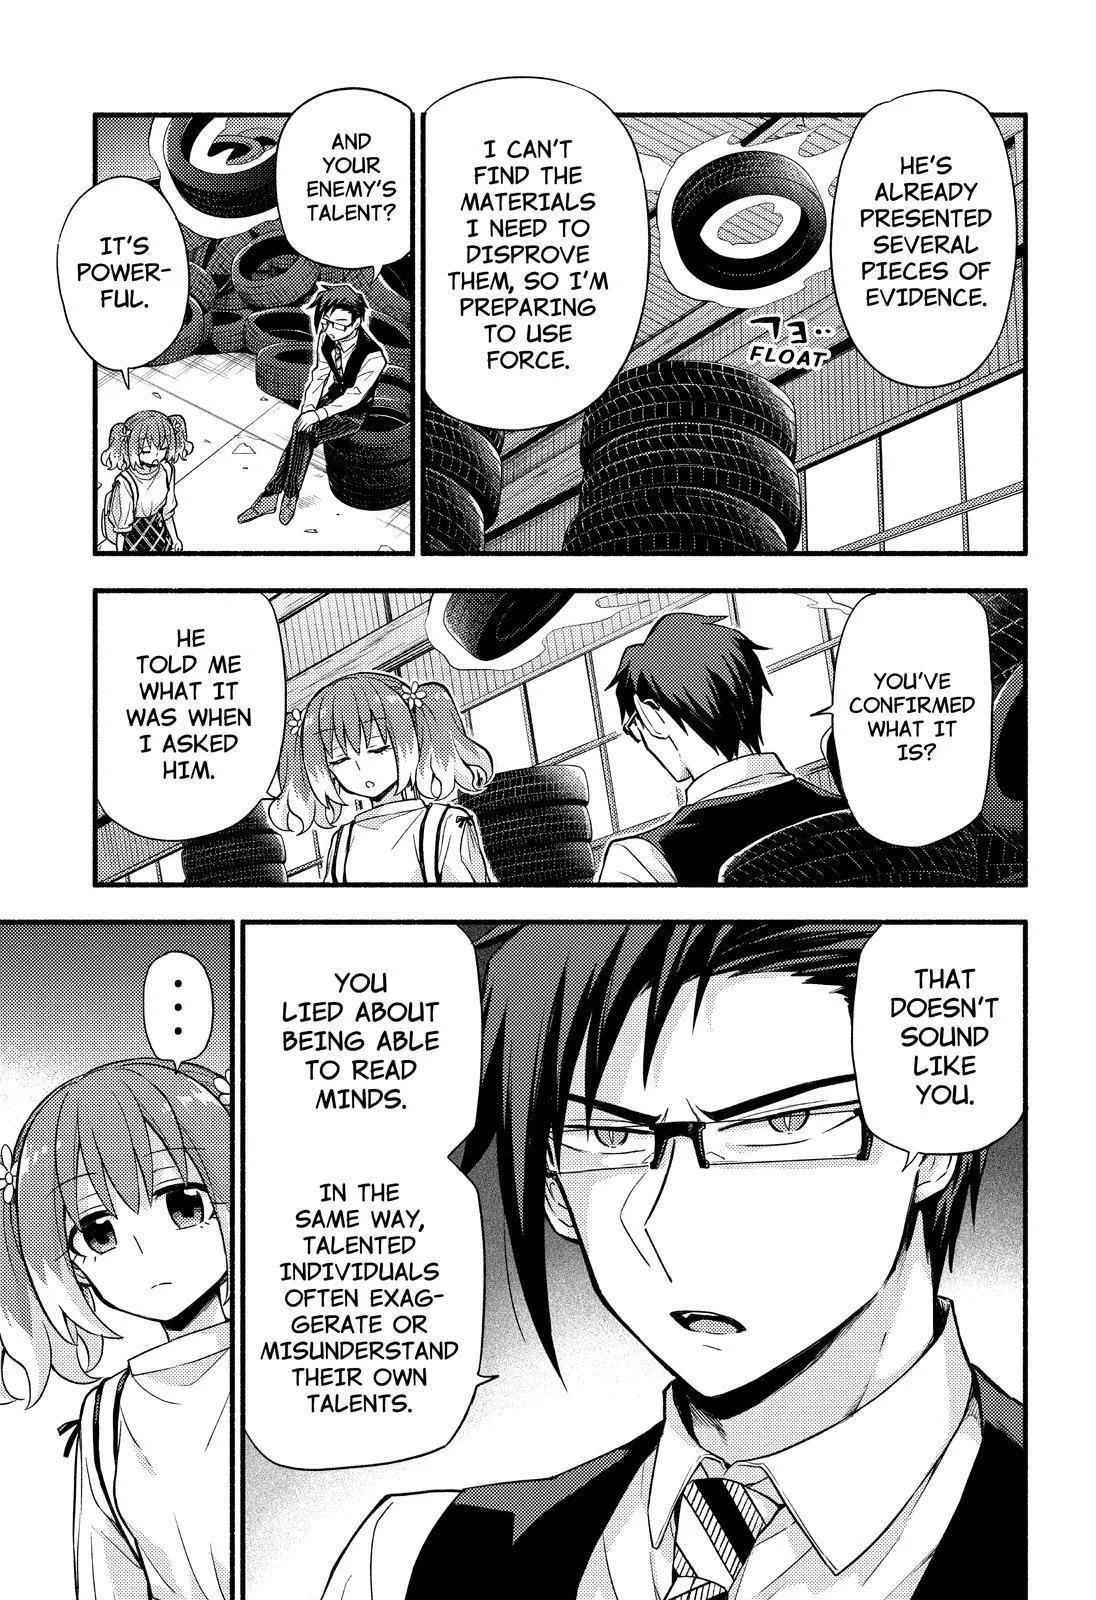 HE'S
ALREADY
PRESENTED
SEVERAL
PIECES OF
EVIDENCE.
フヨ..
FLOAT
I CAN'T
FIND THE
MATERIALS
I NEED TO
DISPROVE
THEM, SO I'M
PREPARING
TO USE
FORCE.
AND
YOUR
ENEMY'S
TALENT?
IT'S
POWER-
FUL.
YOU'VE
CONFIRMED
WHAT IT
IS?
HE
TOLD ME
WHAT IT
WAS WHEN
I ASKED
HIM.
THAT
DOESN'T
SOUND
LIKE
YOU.
YOU
LIED ABOUT
BEING ABLE
TO READ
MINDS.
IN THE
SAME WAY,
TALENTED
INDIVIDUALS
OFTEN EXAG-
GERATE OR
MISUNDERSTAND
THEIR OWN
TALENTS.
...